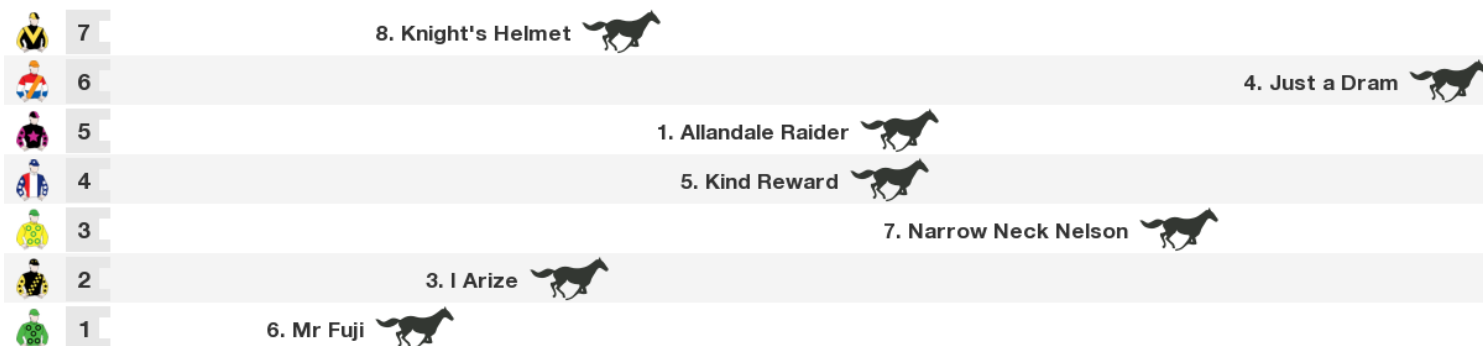 7 8. Knight's Helmet
6 4. Just a Dram
5 1. Allandale Raider
4 5. Kind Reward
3 7. Narrow Neck Nelson
2 3. I Arize
1 6. Mr Fuji